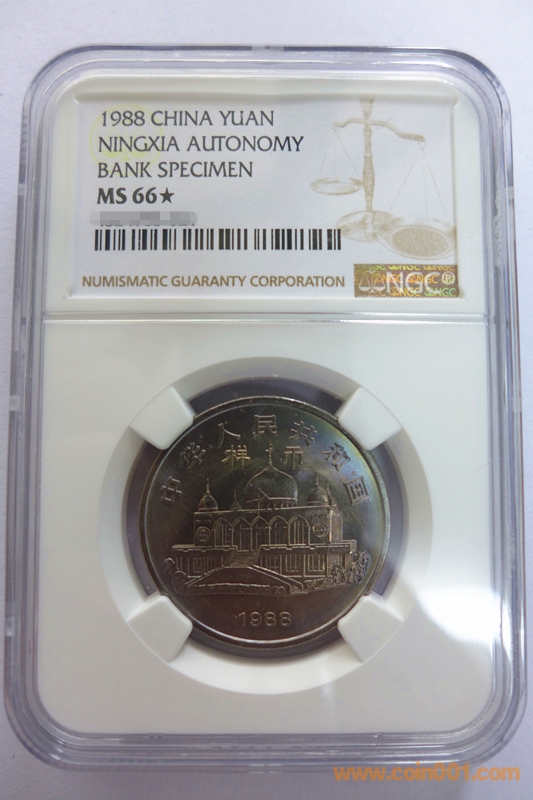 1988 CHINA YUAN
NINGXIA AUTONOMY
BANK SPECIMEN
MS 66★
NUMISMATIC GUARANTY CORPORATION
NGC®
中华人民共和国
样币
1988
www.coin001.com